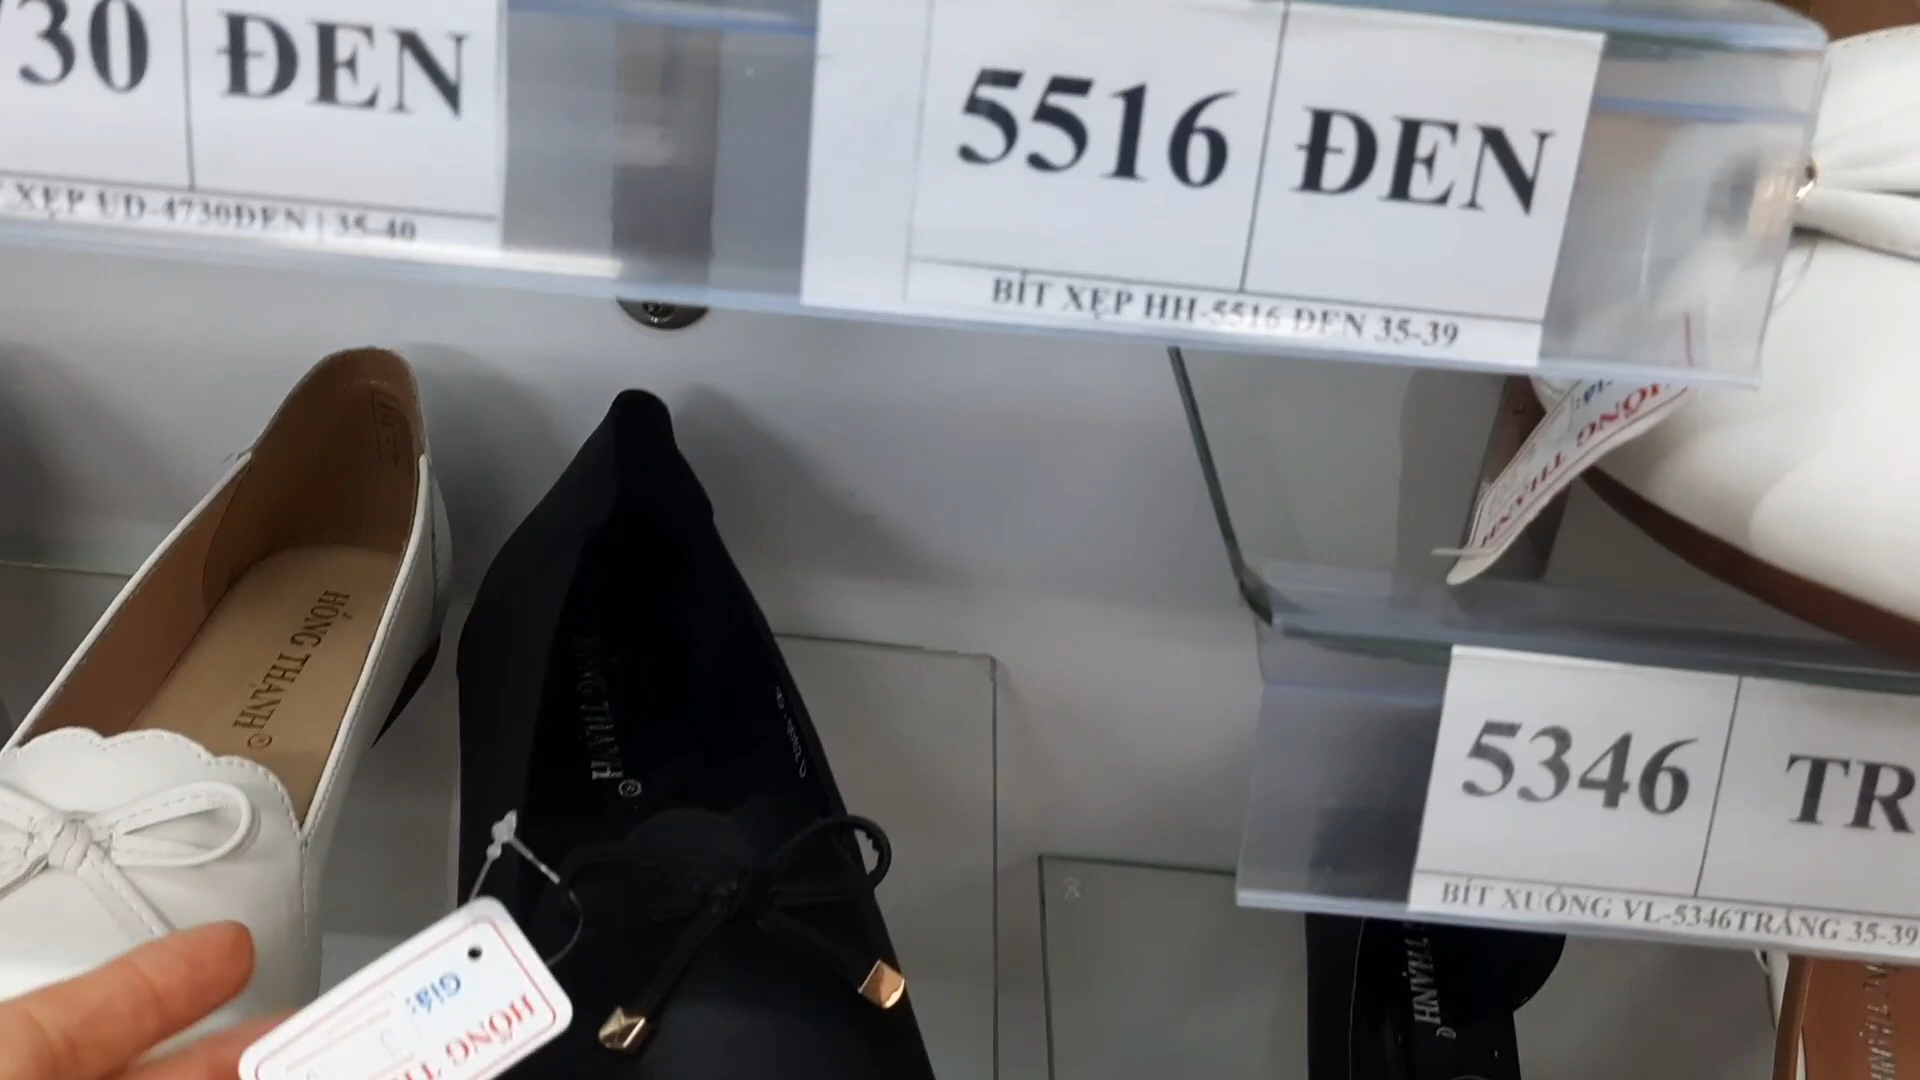 30 ĐEN
XẸP UD-4730ĐEN | 35-40
5516 ĐEN
BÍT XẸP HH-5516 ĐEN 35-39
Giá:
HỒNG THẠNH
5346 TR
BÍT XUỒNG VL-5346TRẮNG 35-39
HỒNG THẠNH ®
HỒNG THẠNH ®
Giá:
HỒNG T
THẠNH